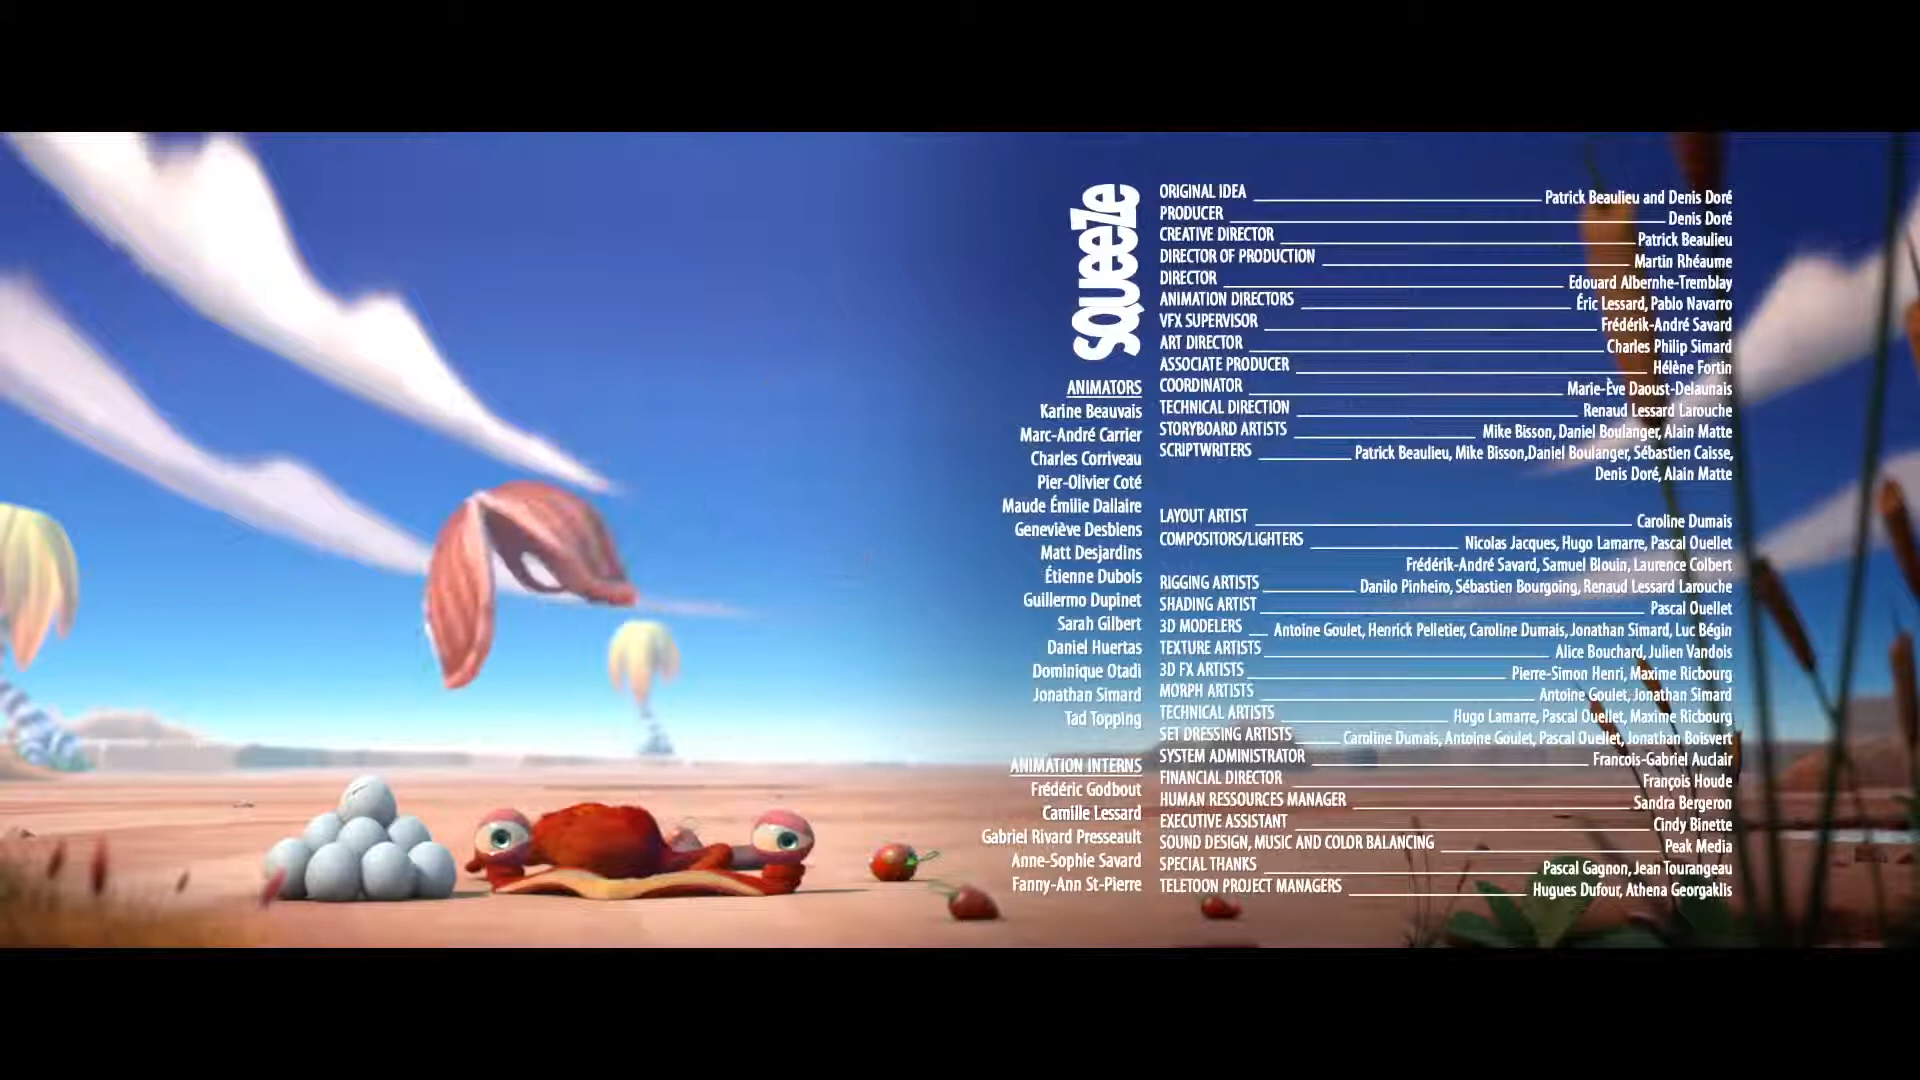 squeeze
ANIMATORS
Karine Beauvais
Marc-André Carrier
Charles Corriveau
Pier-Olivier Coté
Maude Émilie Dallaire
Geneviève Desbiens
Matt Desjardins
Étienne Dubois
Guillermo Dupinet
Sarah Gilbert
Daniel Huertas
Dominique Otadi
Jonathan Simard
Tad Topping
ANIMATION INTERNS
Frédéric Godbout
Camille Lessard
Gabriel Rivard Presseault
Anne-Sophie Savard
Fanny-Ann St-Pierre
ORIGINAL IDEA Patrick Beaulieu and Denis Doré
PRODUCER Denis Doré
CREATIVE DIRECTOR Patrick Beaulieu
DIRECTOR OF PRODUCTION Martin Rhéaume
DIRECTOR Edouard Albernhe-Tremblay
ANIMATION DIRECTORS Éric Lessard, Pablo Navarro
VFX SUPERVISOR Frédérik-André Savard
ART DIRECTOR Charles Philip Simard
ASSOCIATE PRODUCER Hélène Fortin
COORDINATOR Marie-Ève Daoust-Delaunais
TECHNICAL DIRECTION Renaud Lessard Larouche
STORYBOARD ARTISTS Mike Bisson, Daniel Boulanger, Alain Matte
SCRIPTWRITERS Patrick Beaulieu, Mike Bisson,Daniel Boulanger, Sébastien Caisse,
Denis Doré, Alain Matte
LAYOUT ARTIST Caroline Dumais
COMPOSITORS/LIGHTERS Nicolas Jacques, Hugo Lamarre, Pascal Ouellet
Frédérik-André Savard, Samuel Blouin, Laurence Colbert
RIGGING ARTISTS Danilo Pinheiro, Sébastien Bourgoing, Renaud Lessard Larouche
SHADING ARTIST Pascal Ouellet
3D MODELERS Antoine Goulet, Henrick Pelletier, Caroline Dumais, Jonathan Simard, Luc Bégin
TEXTURE ARTISTS Alice Bouchard, Julien Vandois
3D FX ARTISTS Pierre-Simon Henri, Maxime Ricbourg
MORPH ARTISTS Antoine Goulet, Jonathan Simard
TECHNICAL ARTISTS Hugo Lamarre, Pascal Ouellet, Maxime Ricbourg
SET DRESSING ARTISTS Caroline Dumais, Antoine Goulet, Pascal Ouellet, Jonathan Boisvert
SYSTEM ADMINISTRATOR Francois-Gabriel Auclair
FINANCIAL DIRECTOR François Houde
HUMAN RESSOURCES MANAGER Sandra Bergeron
EXECUTIVE ASSISTANT Cindy Binette
SOUND DESIGN, MUSIC AND COLOR BALANCING Peak Media
SPECIAL THANKS Pascal Gagnon, Jean Tourangeau
TELETOON PROJECT MANAGERS Hugues Dufour, Athena Georgaklis